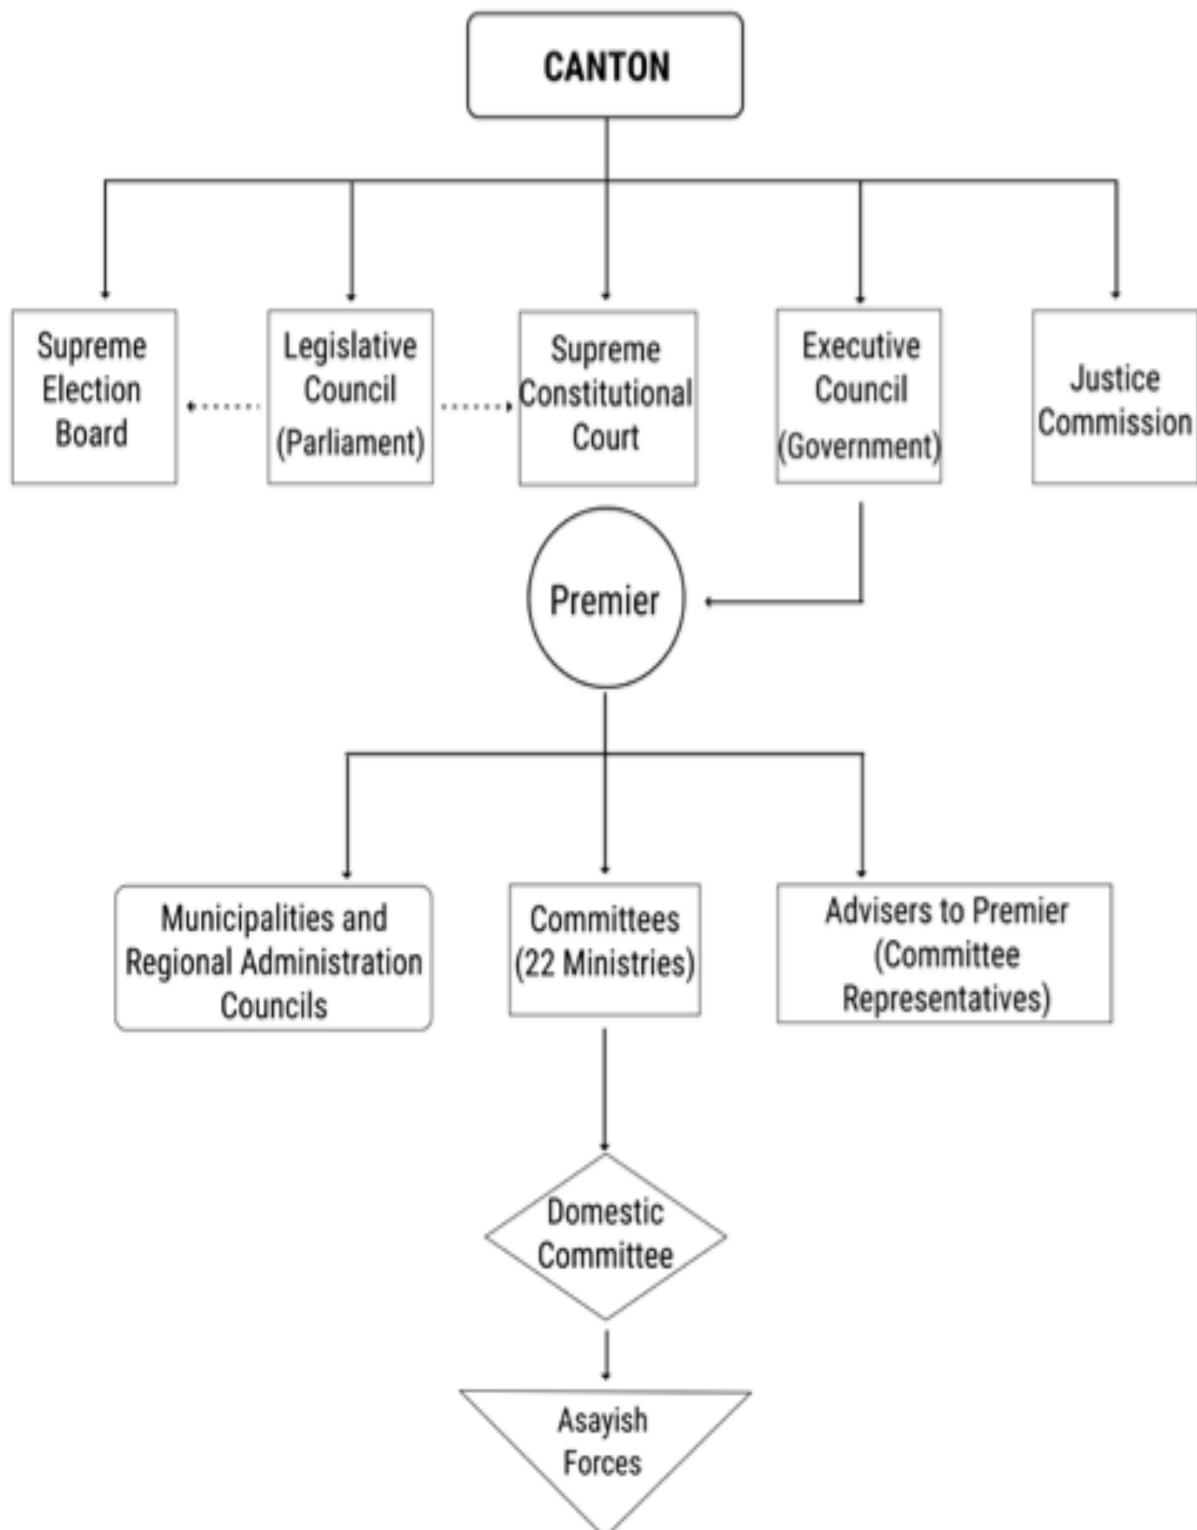 CANTON
Supreme
Election
Board
Legislative
Council
(Parliament)
Supreme
Constitutional
Court
Executive
Council
(Government)
Justice
Commission
Premier
Municipalities and
Regional Administration
Councils
Committees
(22 Ministries)
Advisers to Premier
(Committee
Representatives)
Domestic
Committee
Asayish
Forces